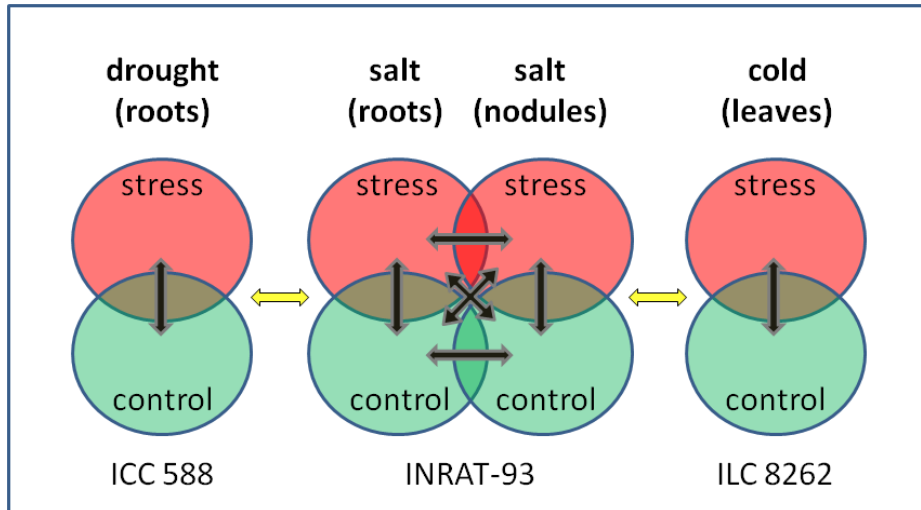 drought
(roots)
salt
(roots)
salt
(nodules)
cold
(leaves)
stress
stress
stress
stress
control
control
control
control
ICC 588
INRAT-93
ILC 8262